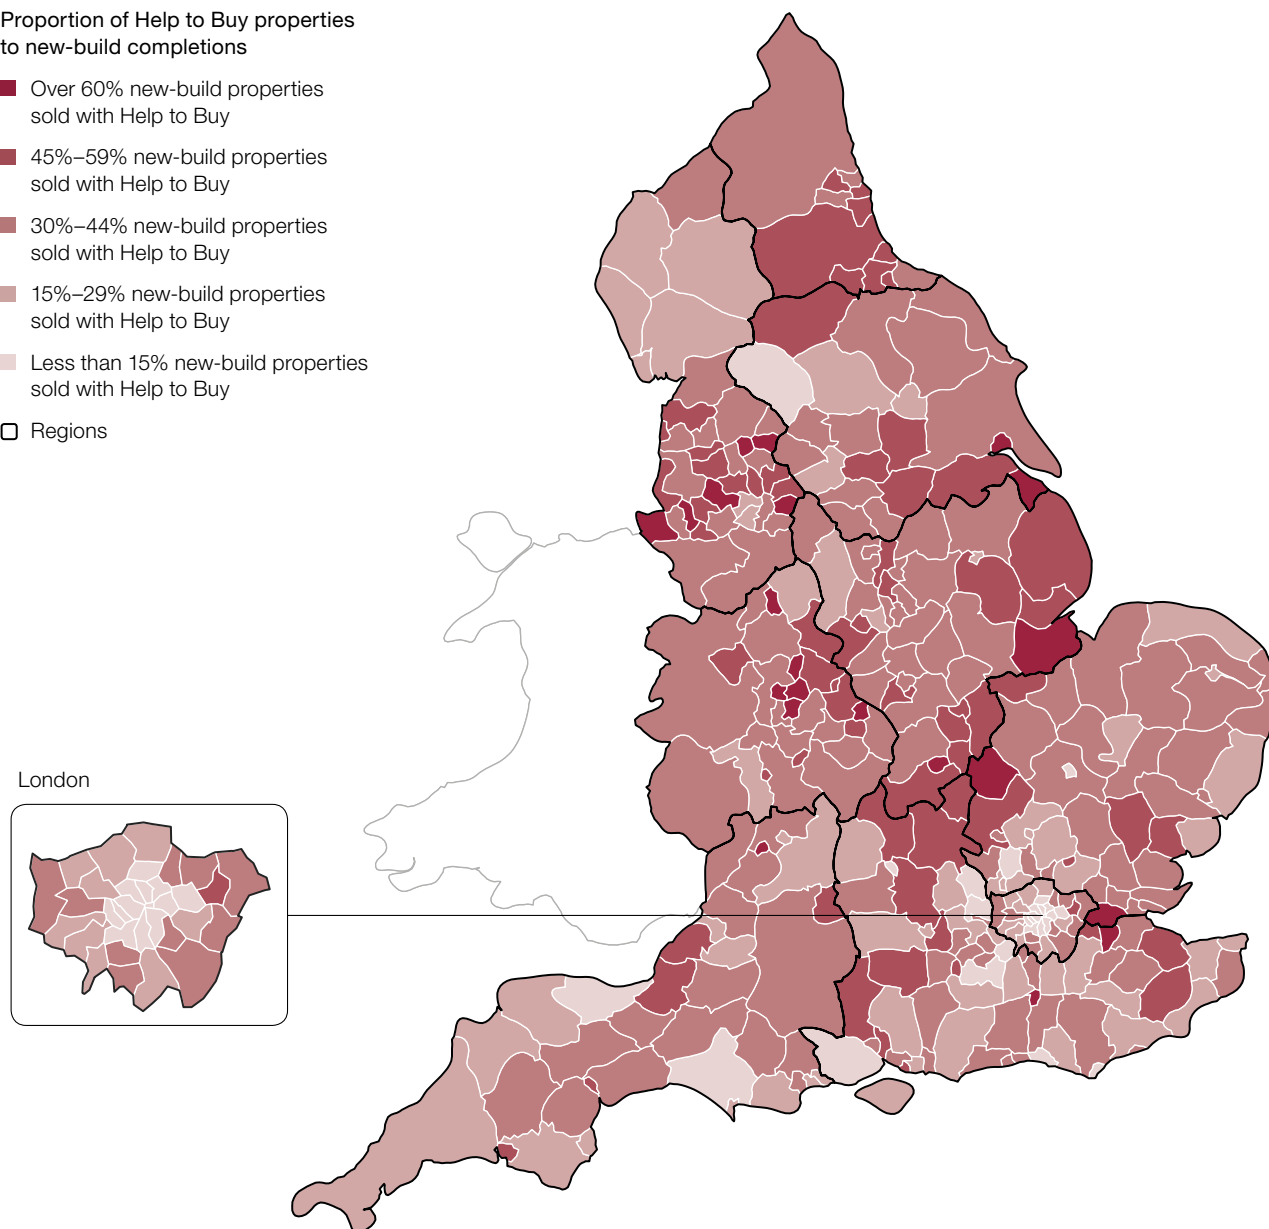 Proportion of Help to Buy properties
to new-build completions
Over 60% new-build properties
sold with Help to Buy
45%–59% new-build properties
sold with Help to Buy
30%–44% new-build properties
sold with Help to Buy
15%–29% new-build properties
sold with Help to Buy
Less than 15% new-build properties
sold with Help to Buy
Regions
London